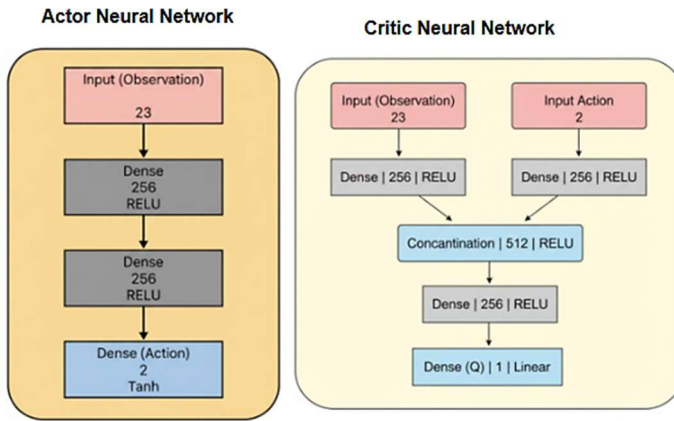 Actor Neural Network
Input (Observation)
23
Dense
256
RELU
Dense
256
RELU
Dense (Action)
2
Tanh
Critic Neural Network
Input (Observation)
23
Input Action
2
Dense | 256 | RELU
Dense | 256 | RELU
Concantination | 512 | RELU
Dense | 256 | RELU
Dense (Q) | 1 | Linear